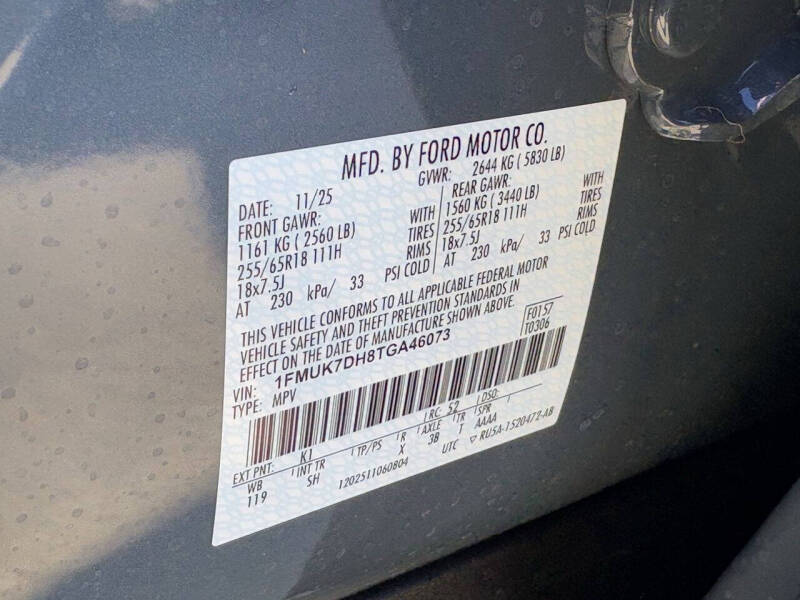 MFD. BY FORD MOTOR CO.
DATE: 11/25 GVWR: 2644 KG ( 5830 LB)
FRONT GAWR: REAR GAWR:
1161 KG ( 2560 LB) WITH 1560 KG ( 3440 LB) WITH
255/65R18 111H TIRES 255/65R18 111H TIRES
18x7.5J RIMS 18x7.5J RIMS
AT 230 kPa/ 33 PSI COLD AT 230 kPa/ 33 PSI COLD
THIS VEHICLE CONFORMS TO ALL APPLICABLE FEDERAL MOTOR
VEHICLE SAFETY AND THEFT PREVENTION STANDARDS IN
EFFECT ON THE DATE OF MANUFACTURE SHOWN ABOVE.
VIN: 1FMUK7DH8TGA46073 F0157
TYPE: MPV T0306
EXT PNT: K1 RC: 52 DSO:
WB INT TR TP/PS R AXLE TR SPR
119 SH X 3B T AAAA
1202511060804 UTC ▽ RU5A-1520472-AB